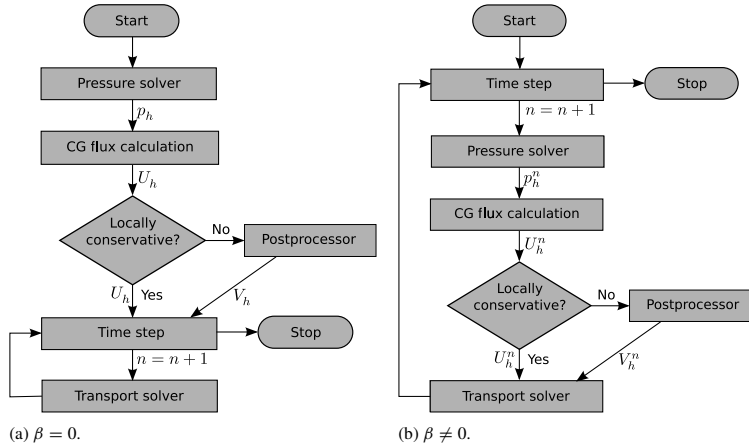 Start
Pressure solver
p_h
CG flux calculation
U_h
Locally
conservative?
No
Postprocessor
U_h
Yes
V_h
Time step
Stop
n = n + 1
Transport solver
(a) β = 0.
Start
Time step
Stop
n = n + 1
Pressure solver
p_h^n
CG flux calculation
U_h^n
Locally
conservative?
No
Postprocessor
U_h^n
Yes
V_h^n
Transport solver
(b) β ≠ 0.